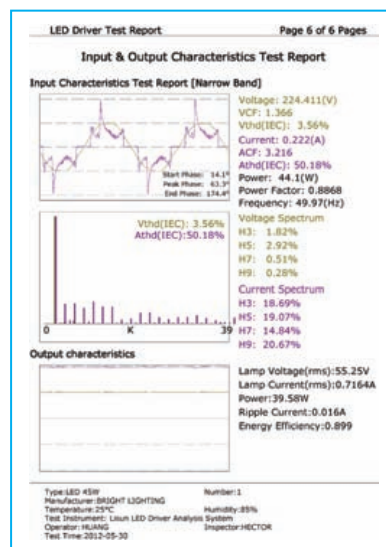 LED Driver Test Report Page 6 of 6 Pages
Input & Output Characteristics Test Report
Input Characteristics Test Report [Narrow Band]
Voltage: 224.411(V)
VCF: 1.366
Vthd(IEC): 3.56%
Current: 0.222(A)
ACF: 3.216
Athd(IEC): 50.18%
Power: 44.1(W)
Power Factor: 0.8868
Frequency: 49.97(Hz)
Start Phase: 14.1°
Peak Phase: 63.3°
End Phase: 174.4°
Vthd(IEC): 3.56%
Athd(IEC):50.18%
0 K 39
Voltage Spectrum
H3: 1.82%
H5: 2.92%
H7: 0.51%
H9: 0.28%
Current Spectrum
H3: 18.69%
H5: 19.07%
H7: 14.84%
H9: 20.67%
Output characteristics
Lamp Voltage(rms):55.25V
Lamp Current(rms):0.7164A
Power:39.58W
Ripple Current:0.016A
Energy Efficiency:0.899
Type:LED 45W Number:1
Manufacturer:BRIGHT LIGHTING
Temperature:25°C Humidity:85%
Test Instrument: Lisun LED Driver Analysis System
Operator: HUANG Inspector:HECTOR
Test Time:2012-05-30